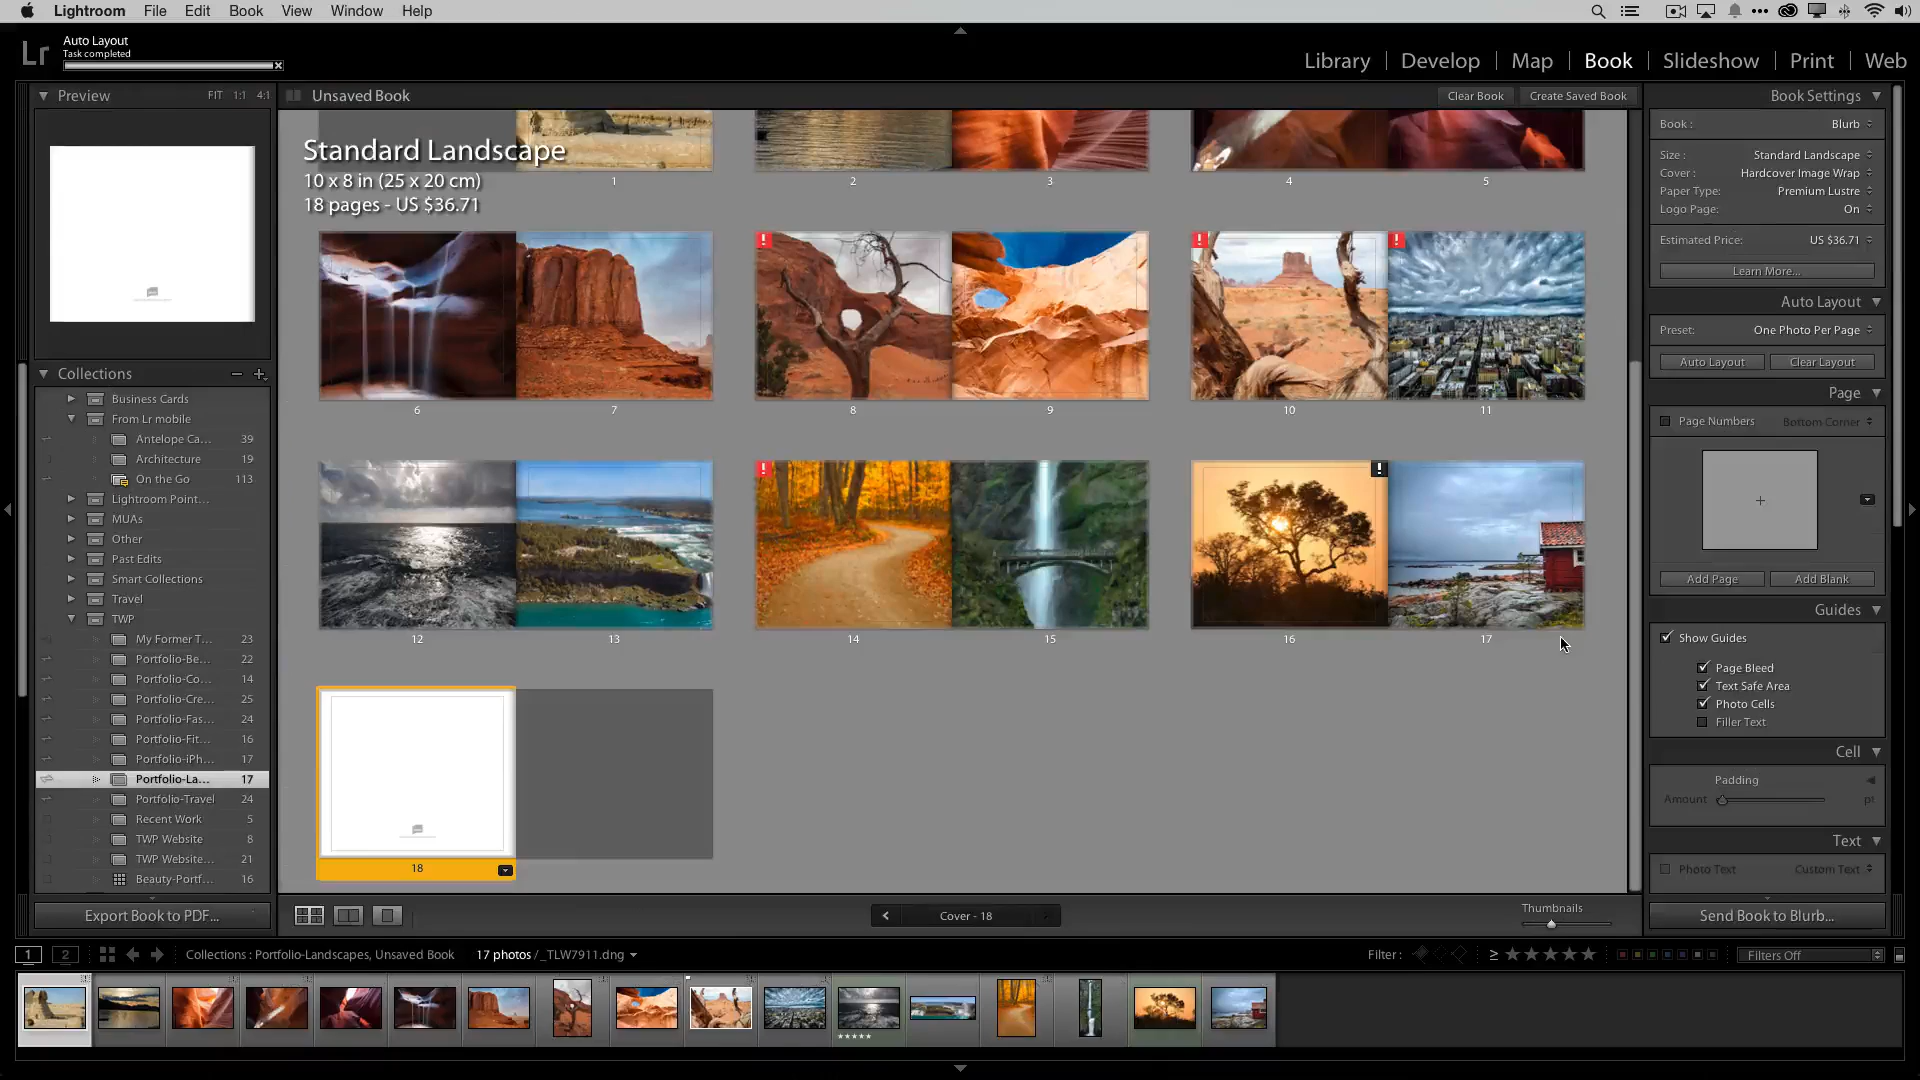 Lightroom File Edit Book View Window Help
Lr
Auto Layout
Task completed
Library Develop Map Book Slideshow Print Web
Preview FIT 1:1 4:1
Unsaved Book
Clear Book
Create Saved Book
Standard Landscape
10 x 8 in (25 x 20 cm)
18 pages - US $36.71
1
2
3
4
5
6
7
8
9
10
11
12
13
14
15
16
17
18
Collections
Business Cards
From Lr mobile
Antelope Ca... 39
Architecture 19
On the Go 113
Lightroom Point...
MUAs
Other
Past Edits
Smart Collections
Travel
TWP
My Former T... 23
Portfolio-Be... 22
Portfolio-Co... 14
Portfolio-Cre... 25
Portfolio-Fas... 24
Portfolio-Fit... 16
Portfolio-iPh... 17
Portfolio-La... 17
Portfolio-Travel 24
Recent Work 5
TWP Website 8
TWP Website... 21
Beauty-Portf... 16
Export Book to PDF...
Cover - 18
Thumbnails
Book Settings
Book : Blurb
Size : Standard Landscape
Cover : Hardcover Image Wrap
Paper Type: Premium Lustre
Logo Page: On
Estimated Price: US $36.71
Learn More...
Auto Layout
Preset: One Photo Per Page
Auto Layout Clear Layout
Page
Page Numbers Bottom Corner
Add Page Add Blank
Guides
Show Guides
Page Bleed
Text Safe Area
Photo Cells
Filler Text
Cell
Padding
Amount pt
Text
Photo Text Custom Text
Send Book to Blurb...
1 2
Collections : Portfolio-Landscapes, Unsaved Book 17 photos / _TLW7911.dng
Filter : ≥ Filters Off